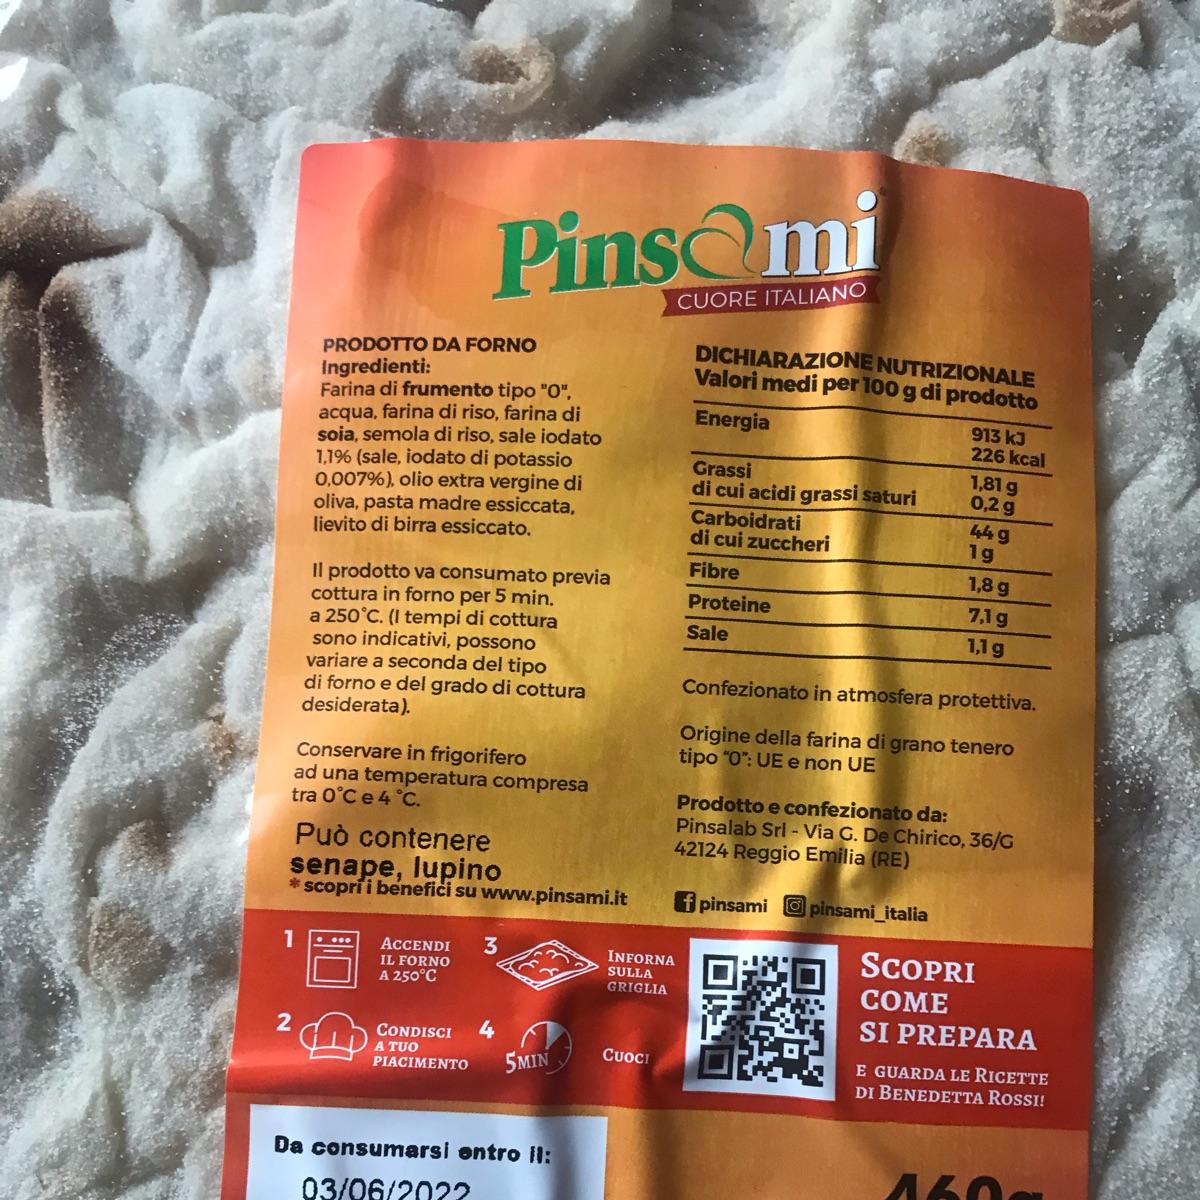 Pinsami
CUORE ITALIANO
PRODOTTO DA FORNO
Ingredienti:
Farina di frumento tipo "0",
acqua, farina di riso, farina di
soia, semola di riso, sale iodato
1,1% (sale, iodato di potassio
0,007%), olio extra vergine di
oliva, pasta madre essiccata,
lievito di birra essiccato.
Il prodotto va consumato previa
cottura in forno per 5 min.
a 250°C. (I tempi di cottura
sono indicativi, possono
variare a seconda del tipo
di forno e del grado di cottura
desiderata).
Conservare in frigorifero
ad una temperatura compresa
tra 0°C e 4 °C.
Può contenere
senape, lupino
*scopri i benefici su www.pinsami.it
DICHIARAZIONE NUTRIZIONALE
Valori medi per 100 g di prodotto
Energia
913 kJ
226 kcal
Grassi 1,81 g
di cui acidi grassi saturi 0,2 g
Carboidrati 44 g
di cui zuccheri 1 g
Fibre 1,8 g
Proteine 7,1 g
Sale 1,1 g
Confezionato in atmosfera protettiva.
Origine della farina di grano tenero
tipo "0": UE e non UE
Prodotto e confezionato da:
Pinsalab Srl - Via G. De Chirico, 36/G
42124 Reggio Emilia (RE)
pinsami pinsami_italia
1 ACCENDI
IL FORNO
A 250°C
2 CONDISCI
A TUO
PIACIMENTO
3 INFORNA
SULLA
GRIGLIA
4 5MIN CUOCI
SCOPRI
COME
SI PREPARA
E GUARDA LE RICETTE
DI BENEDETTA ROSSI!
Da consumarsi entro il:
03/06/2022
460g